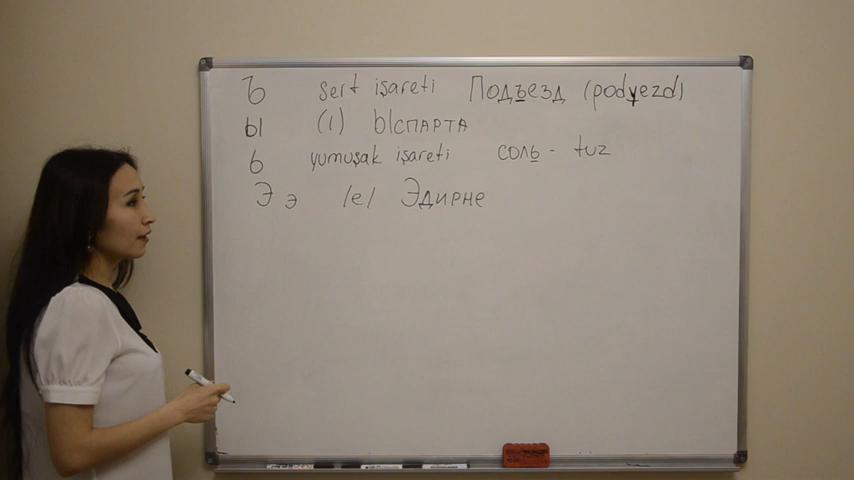 Ъ sert işareti Подъезд (podyezd)
Ы (ı) Ыспарта
Ь yumuşak işareti соль - tuz
Э э /e/ Эдирне